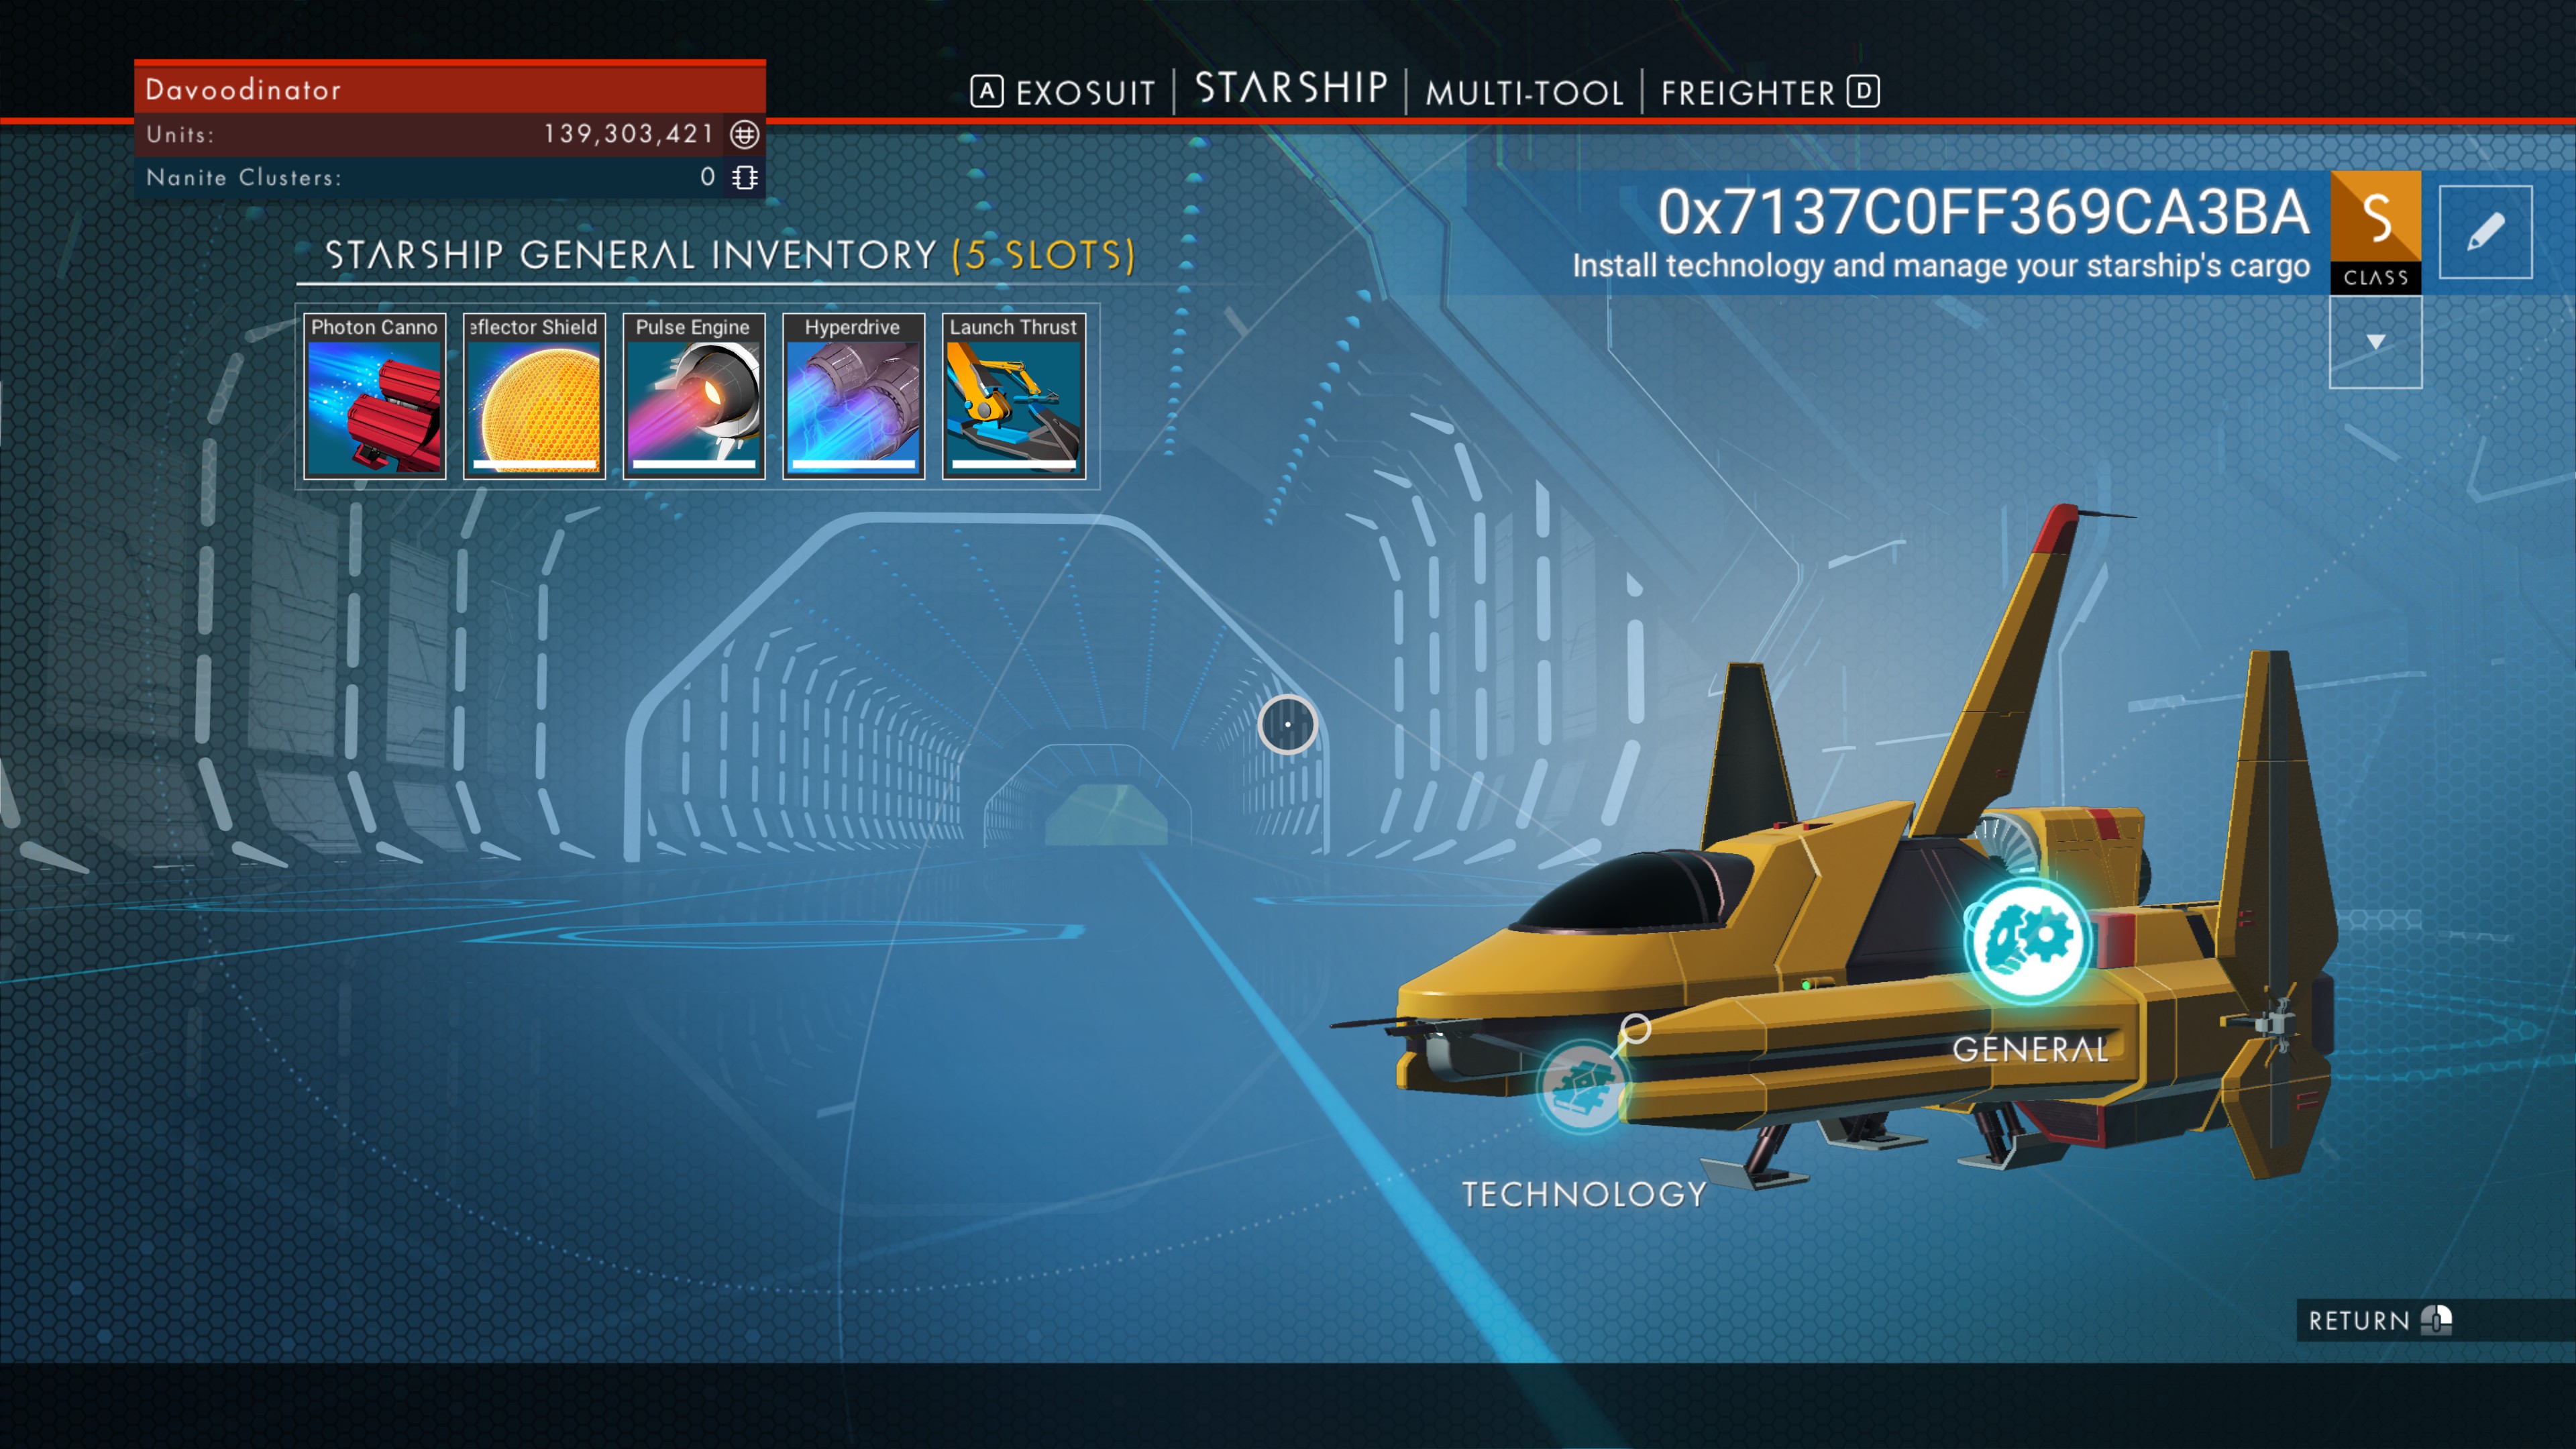 Davoodinator
Units: 139,303,421
Nanite Clusters: 0
A EXOSUIT STARSHIP MULTI-TOOL FREIGHTER D
0x7137C0FF369CA3BA
Install technology and manage your starship's cargo
S
CLASS
STARSHIP GENERAL INVENTORY (5 SLOTS)
Photon Canno
eflector Shield
Pulse Engine
Hyperdrive
Launch Thrust
GENERAL
TECHNOLOGY
RETURN